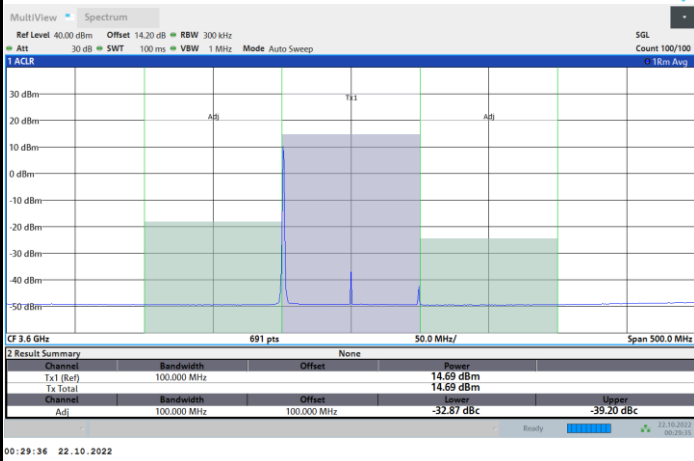 MultiView Spectrum
Ref Level 40.00 dBm Offset 14.20 dB RBW 300 kHz SGL
Att 30 dB SWT 100 ms VBW 1 MHz Mode Auto Sweep Count 100/100
1 ACLR 1Rm Avg
30 dBm
Tx1
20 dBm Adj Adj
10 dBm
0 dBm
-10 dBm
-20 dBm
-30 dBm
-40 dBm
-50 dBm
CF 3.6 GHz 691 pts 50.0 MHz/ Span 500.0 MHz
2 Result Summary None
Channel Bandwidth Offset Power
Tx1 (Ref) 100.000 MHz 14.69 dBm
Tx Total 14.69 dBm
Channel Bandwidth Offset Lower Upper
Adj 100.000 MHz 100.000 MHz -32.87 dBc -39.20 dBc
Ready 22.10.2022
00:29:35
00:29:36 22.10.2022